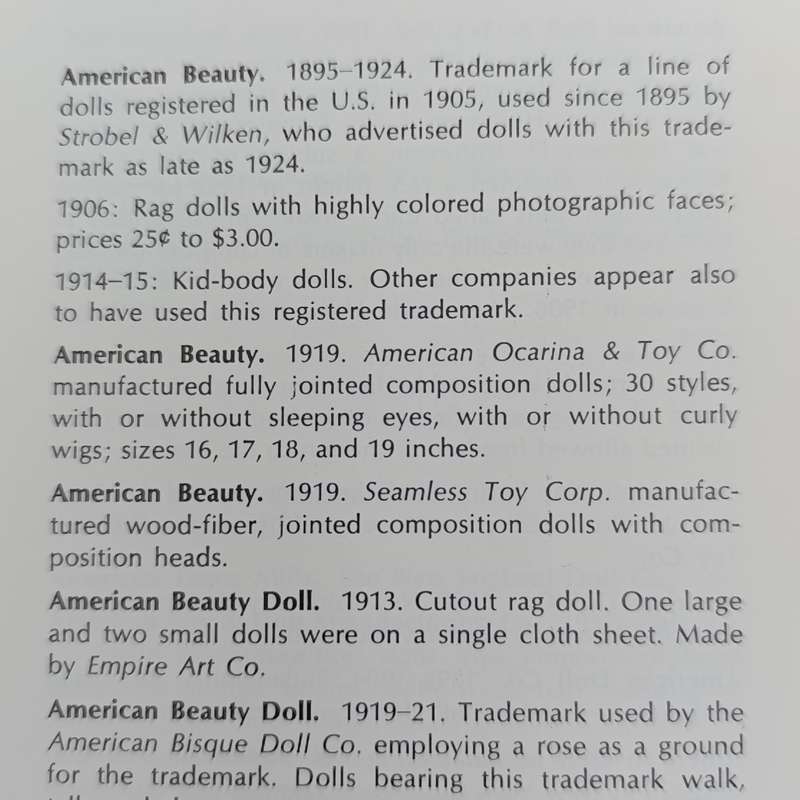 American Beauty. 1895–1924. Trademark for a line of
dolls registered in the U.S. in 1905, used since 1895 by
Strobel & Wilken, who advertised dolls with this trade-
mark as late as 1924.
1906: Rag dolls with highly colored photographic faces;
prices 25¢ to $3.00.
1914–15: Kid-body dolls. Other companies appear also
to have used this registered trademark.
American Beauty. 1919. American Ocarina & Toy Co.
manufactured fully jointed composition dolls; 30 styles,
with or without sleeping eyes, with or without curly
wigs; sizes 16, 17, 18, and 19 inches.
American Beauty. 1919. Seamless Toy Corp. manufac-
tured wood-fiber, jointed composition dolls with com-
position heads.
American Beauty Doll. 1913. Cutout rag doll. One large
and two small dolls were on a single cloth sheet. Made
by Empire Art Co.
American Beauty Doll. 1919–21. Trademark used by the
American Bisque Doll Co. employing a rose as a ground
for the trademark. Dolls bearing this trademark walk,